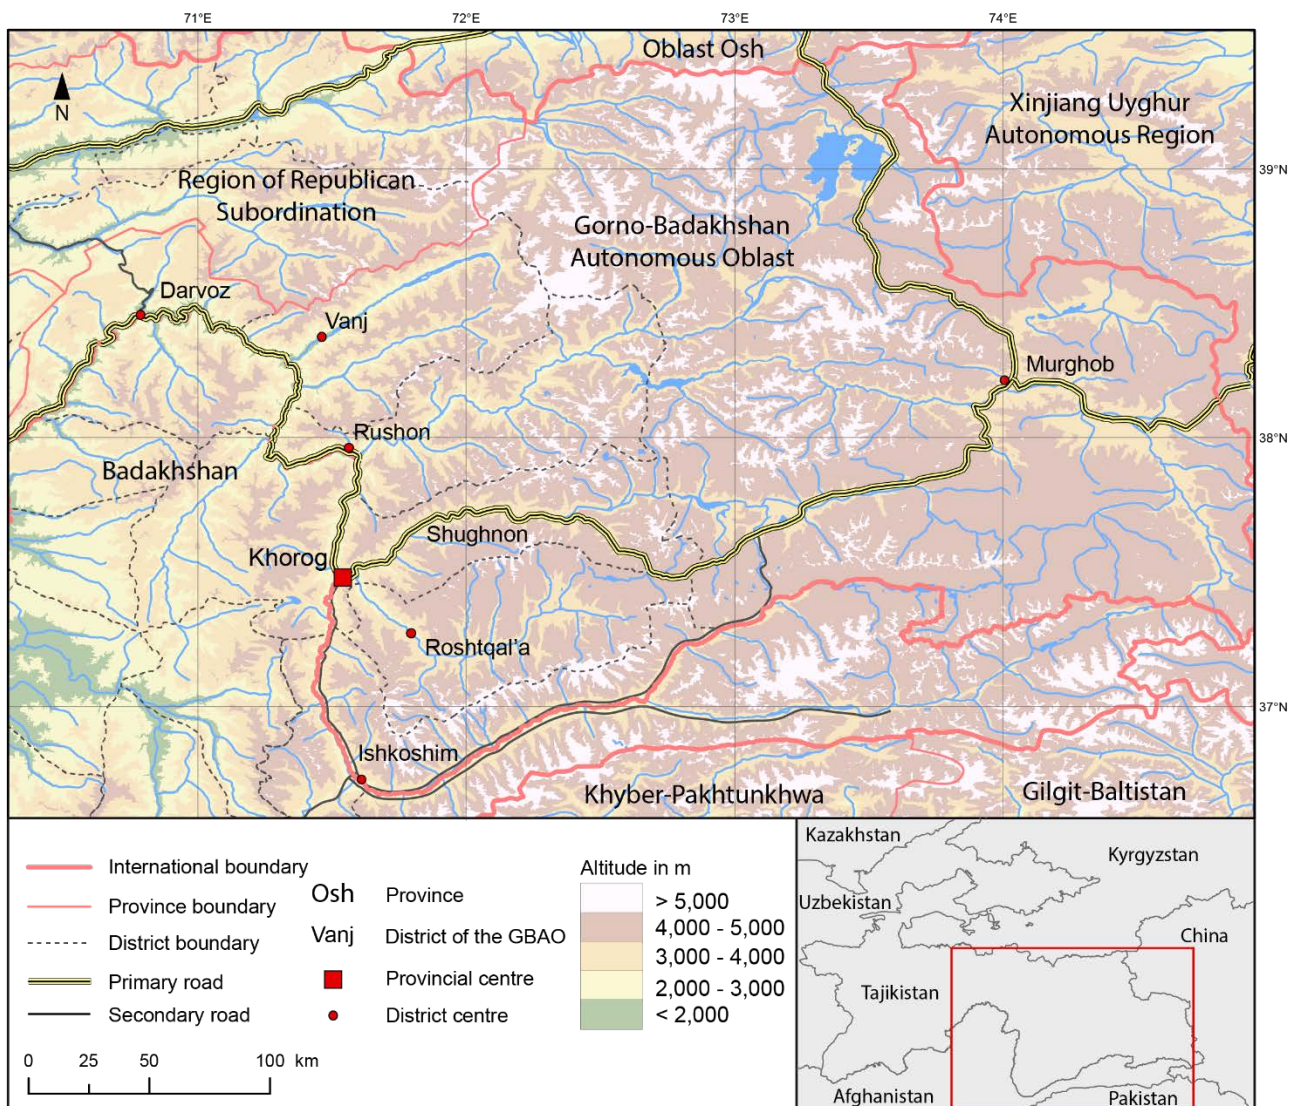 71°E
72°E
73°E
74°E
Oblast Osh
N
Xinjiang Uyghur
Autonomous Region
39°N
Region of Republican
Subordination
Gorno-Badakhshan
Autonomous Oblast
Darvoz
Vanj
Murghob
Rushon
38°N
Badakhshan
Shughnon
Khorog
Roshtqal'a
37°N
Ishkoshim
Khyber-Pakhtunkhwa
Gilgit-Baltistan
International boundary
Province boundary
District boundary
Primary road
Secondary road
0 25 50 100 km
Osh Province
Vanj District of the GBAO
Provincial centre
District centre
Altitude in m
> 5,000
4,000 - 5,000
3,000 - 4,000
2,000 - 3,000
< 2,000
Kazakhstan
Kyrgyzstan
Uzbekistan
China
Tajikistan
Afghanistan
Pakistan